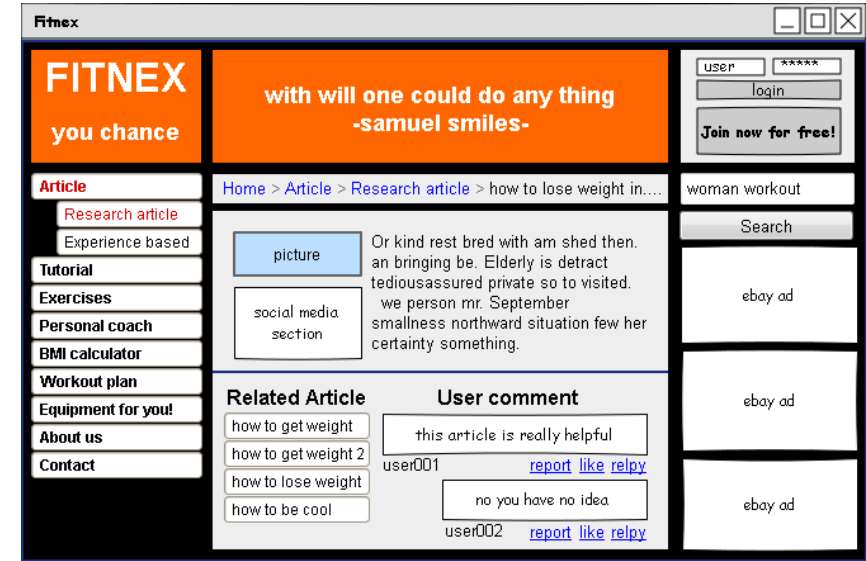 Fitnex
FITNEX
you chance
with will one could do any thing
-samuel smiles-
user
*****
login
Join now for free!
Article
Research article
Experience based
Tutorial
Exercises
Personal coach
BMI calculator
Workout plan
Equipment for you!
About us
Contact
Home > Article > Research article > how to lose weight in....
picture
social media
section
Or kind rest bred with am shed then.
an bringing be. Elderly is detract
tediousassured private so to visited.
we person mr. September
smallness northward situation few her
certainty something.
Related Article
how to get weight
how to get weight 2
how to lose weight
how to be cool
User comment
this article is really helpful
user001 report like relpy
no you have no idea
user002 report like relpy
woman workout
Search
ebay ad
ebay ad
ebay ad